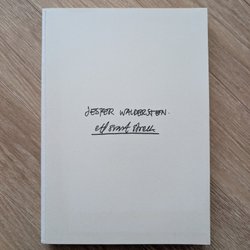 JESPER WALDERSTEN.
ett svart streck